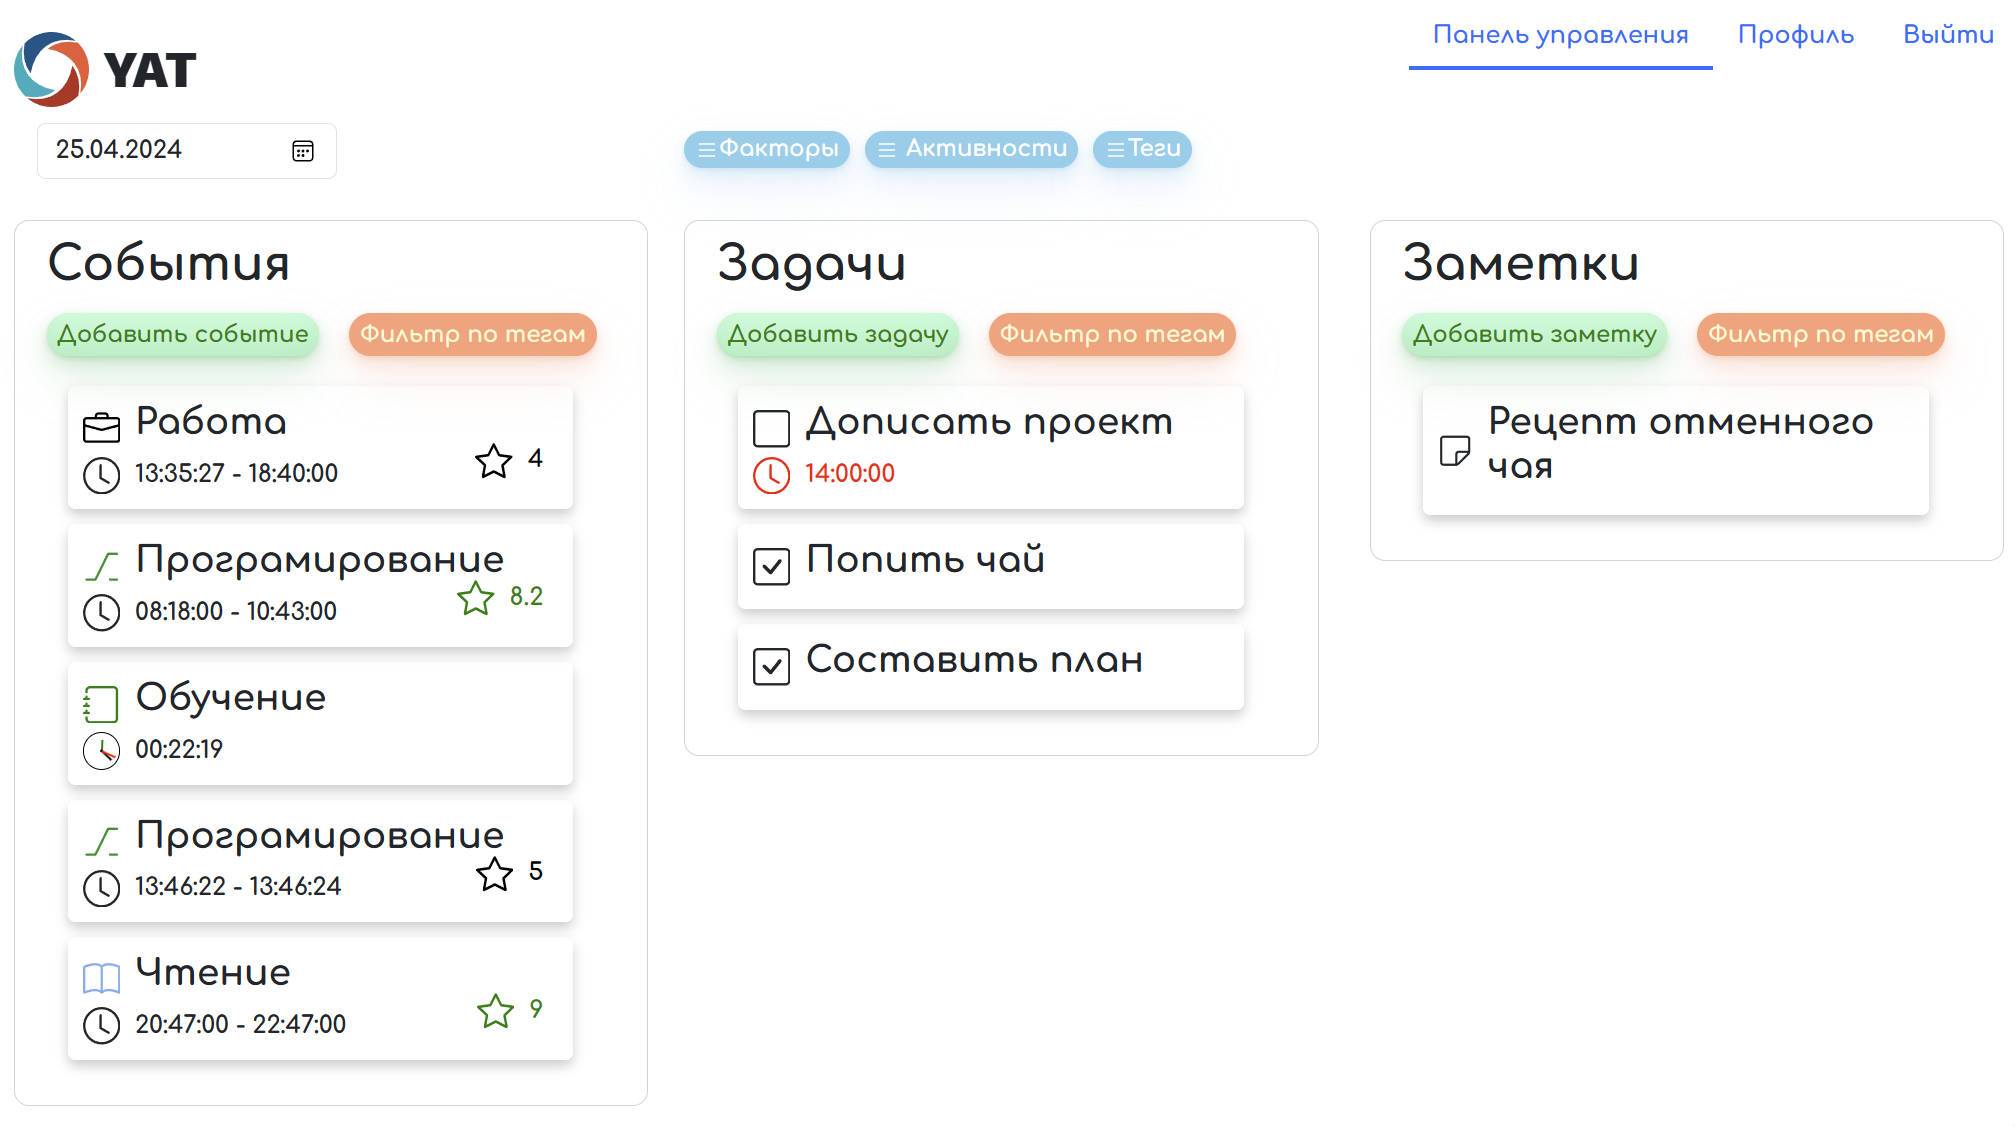 YAT
Панель управления
Профиль
Выйти
25.04.2024
Факторы
Активности
Теги
События
Добавить событие
Фильтр по тегам
Работа
13:35:27 - 18:40:00
4
Програмирование
08:18:00 - 10:43:00
8.2
Обучение
00:22:19
Програмирование
13:46:22 - 13:46:24
5
Чтение
20:47:00 - 22:47:00
9
Задачи
Добавить задачу
Фильтр по тегам
Дописать проект
14:00:00
Попить чай
Составить план
Заметки
Добавить заметку
Фильтр по тегам
Рецепт отменного
чая